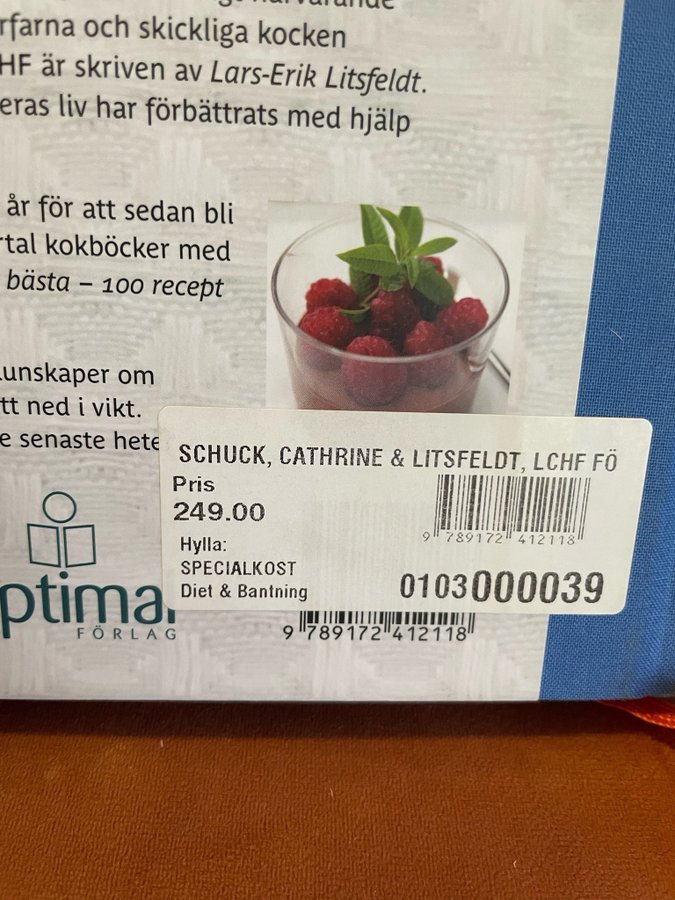 rfarna och skickliga kocken
HF är skriven av Lars-Erik Litsfeldt.
eras liv har förbättrats med hjälp
år för att sedan bli
rtal kokböcker med
bästa – 100 recept
unskaper om
tt ned i vikt.
e senaste hete
SCHUCK, CATHRINE & LITSFELDT, LCHF FÖ
Pris
249.00
9 789172 412118
Hylla:
SPECIALKOST
Diet & Bantning
0103000039
ptimal
FÖRLAG
9 789172 412118